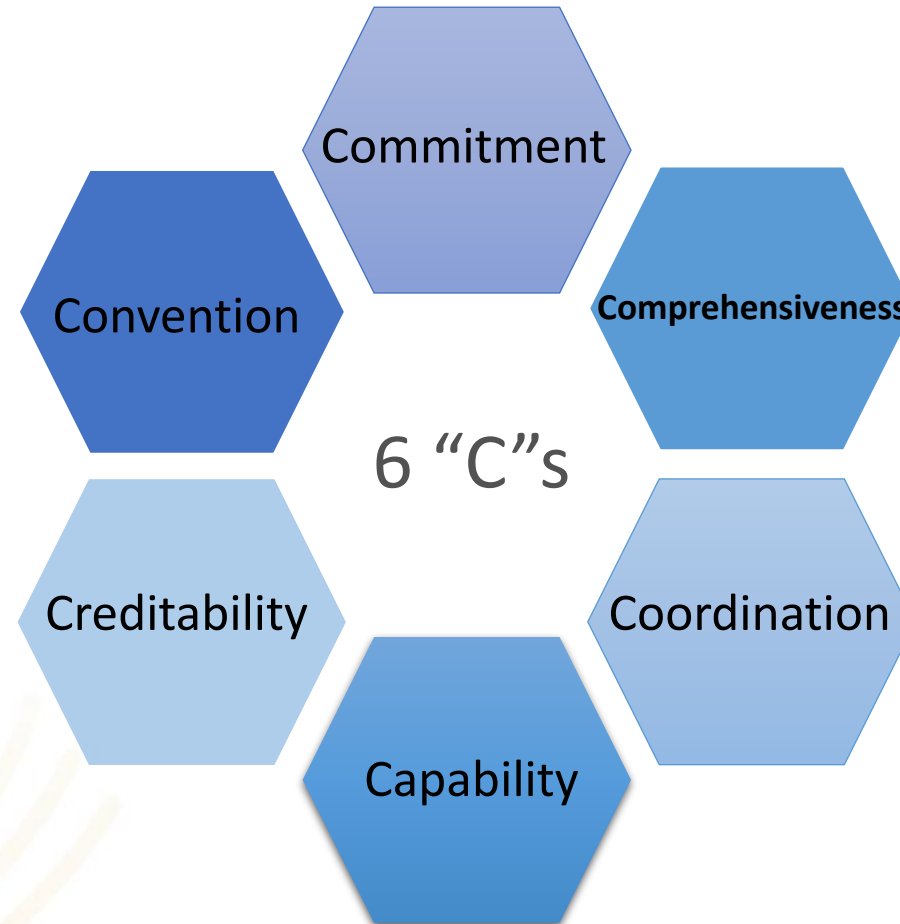 Commitment
Comprehensiveness
Convention
6 “C”s
Creditability
Coordination
Capability